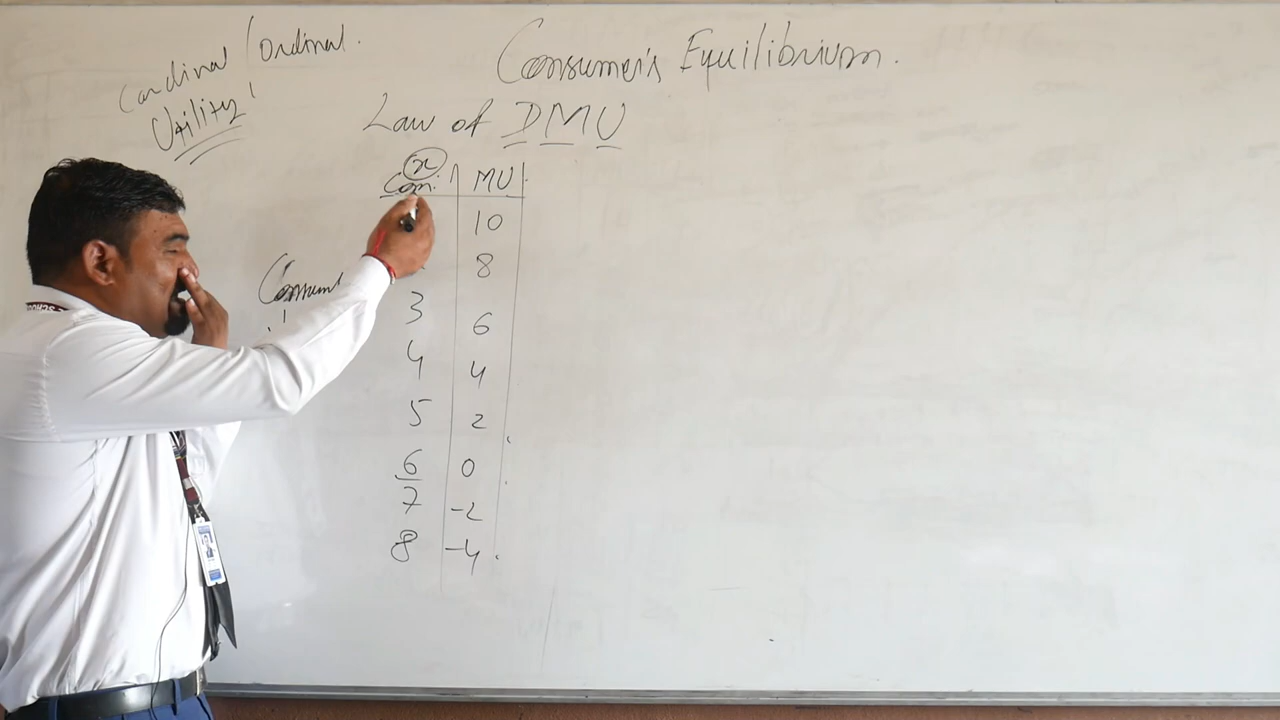 Cardinal / Ordinal.
Utility
Consumer's Equilibrium.
Law of DMU
x
Com. MU
10
8
3 6
4 4
5 2
6 0
7 -2
8 -4